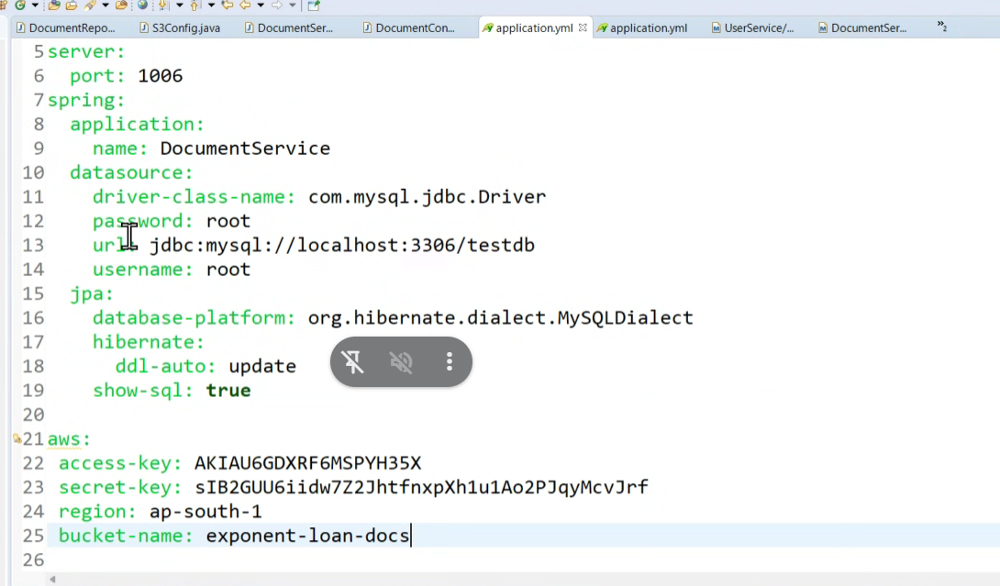 DocumentRepo...
S3Config.java
DocumentSer...
DocumentCon...
application.yml
application.yml
UserService/...
DocumentSer...
»2
5 server:
6 port: 1006
7 spring:
8 application:
9 name: DocumentService
10 datasource:
11 driver-class-name: com.mysql.jdbc.Driver
12 password: root
13 url: jdbc:mysql://localhost:3306/testdb
14 username: root
15 jpa:
16 database-platform: org.hibernate.dialect.MySQLDialect
17 hibernate:
18 ddl-auto: update
19 show-sql: true
20
21 aws:
22 access-key: AKIAU6GDXRF6MSPYH35X
23 secret-key: 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
24 region: ap-south-1
25 bucket-name: exponent-loan-docs
26